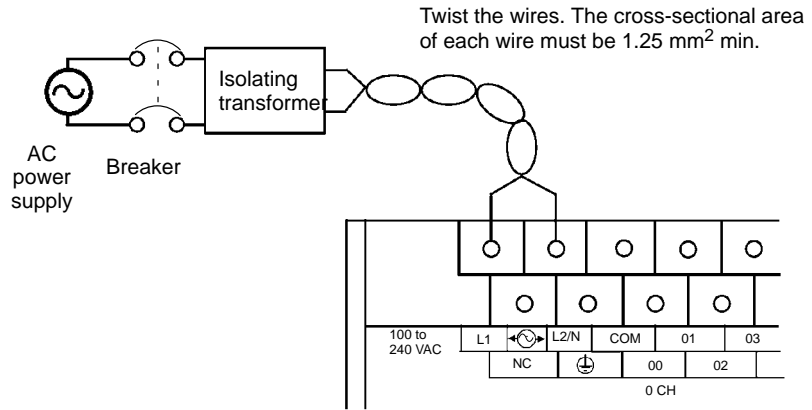 Twist the wires. The cross-sectional area
of each wire must be 1.25 mm2 min.
Isolating
transformer
AC
power
supply
Breaker
100 to
240 VAC
L1
L2/N
COM
01
03
NC
00
02
0 CH